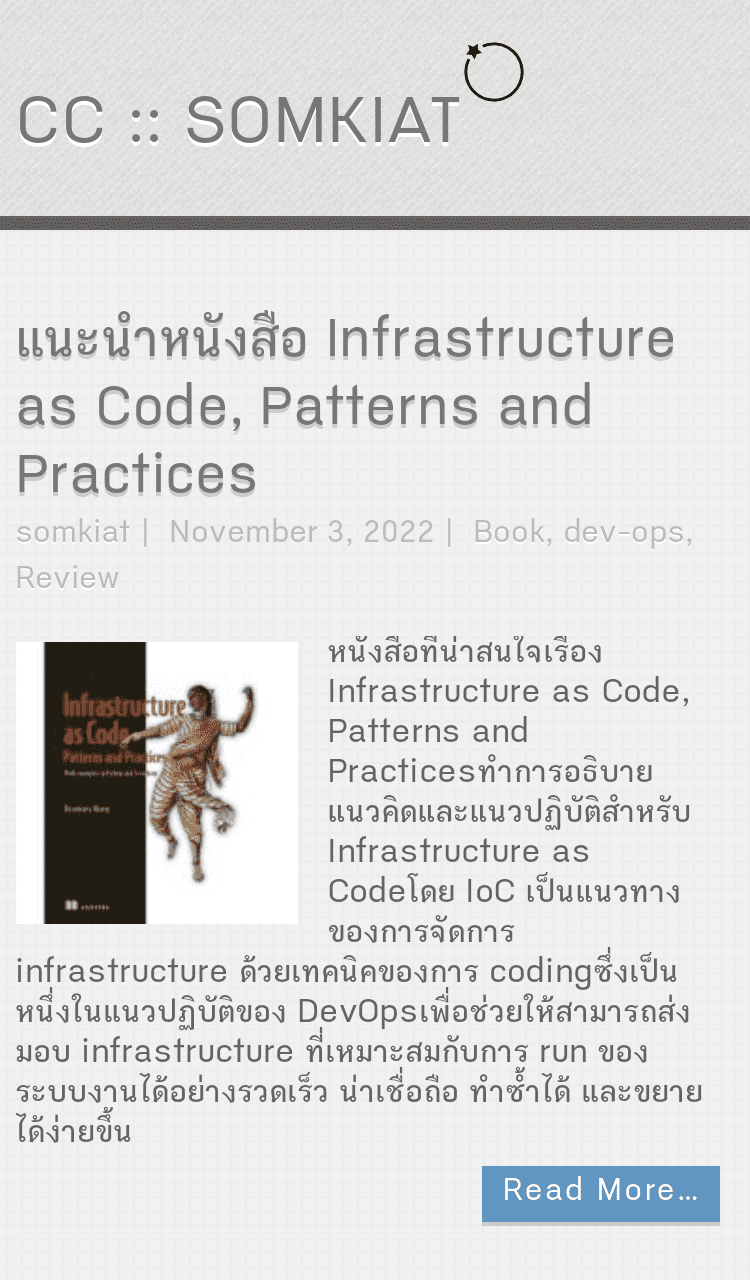 CC :: SOMKIAT
แนะนำหนังสือ Infrastructure
as Code, Patterns and
Practices
somkiat | November 3, 2022 | Book, dev-ops,
Review
Infrastructure
as Code
Patterns and Practices
Rosemary Wang
MANNING
หนังสือที่น่าสนใจเรื่อง
Infrastructure as Code,
Patterns and
Practicesทำการอธิบาย
แนวคิดและแนวปฏิบัติสำหรับ
Infrastructure as
Codeโดย IoC เป็นแนวทาง
ของการจัดการ
infrastructure ด้วยเทคนิคของการ codingซึ่งเป็น
หนึ่งในแนวปฏิบัติของ DevOpsเพื่อช่วยให้สามารถส่ง
มอบ infrastructure ที่เหมาะสมกับการ run ของ
ระบบงานได้อย่างรวดเร็ว น่าเชื่อถือ ทำซ้ำได้ และขยาย
ได้ง่ายขึ้น
Read More…